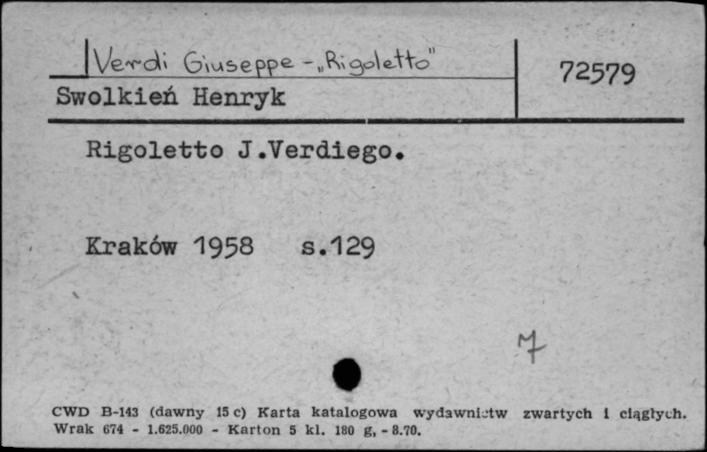 Verdi Giuseppe - „Rigoletto"
72579
Swolkień Henryk
Rigoletto J.Verdiego.
Kraków 1958 s.129
CWD B-143 (dawny 15 c) Karta katalogowa wydawnictw zwartych i ciągłych.
Wrak 674 - 1.625.000 - Karton 5 kl. 180 g, - 8.70.